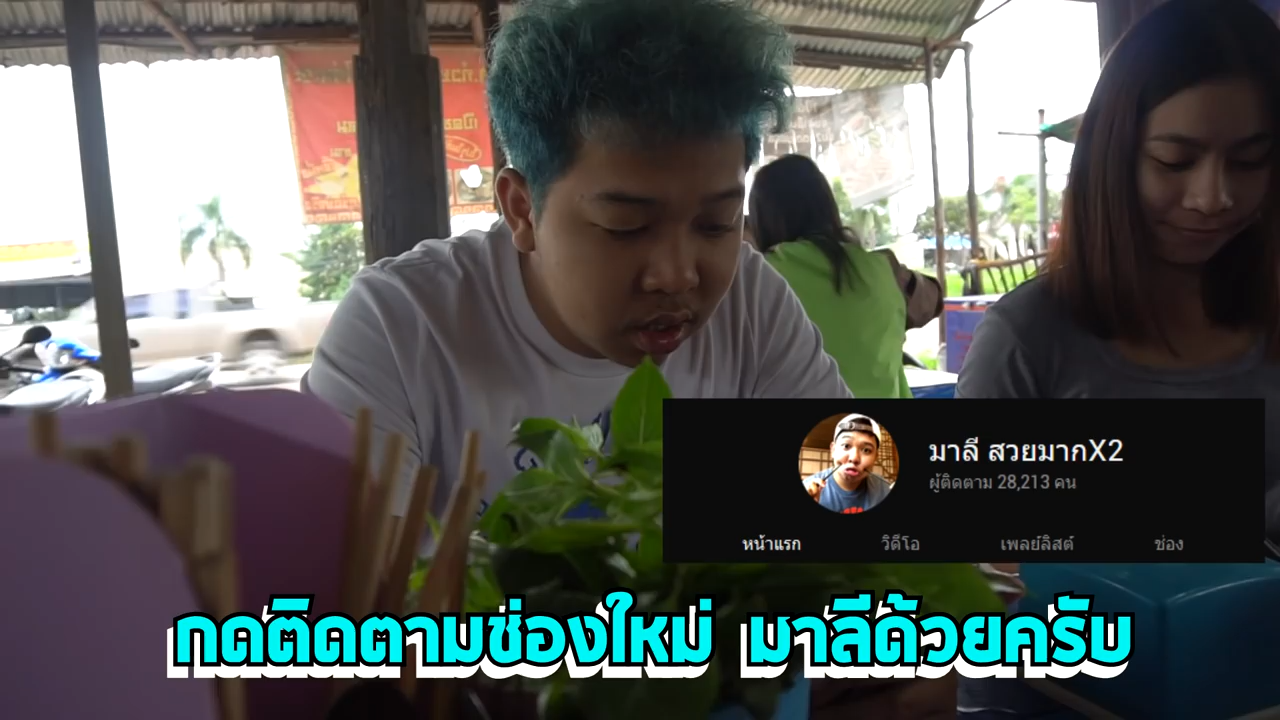 มาลี สวยมากX2
ผู้ติดตาม 28,213 คน
หน้าแรก วิดีโอ เพลย์ลิสต์ ช่อง
กดติดตามช่องใหม่ มาลีด้วยครับ